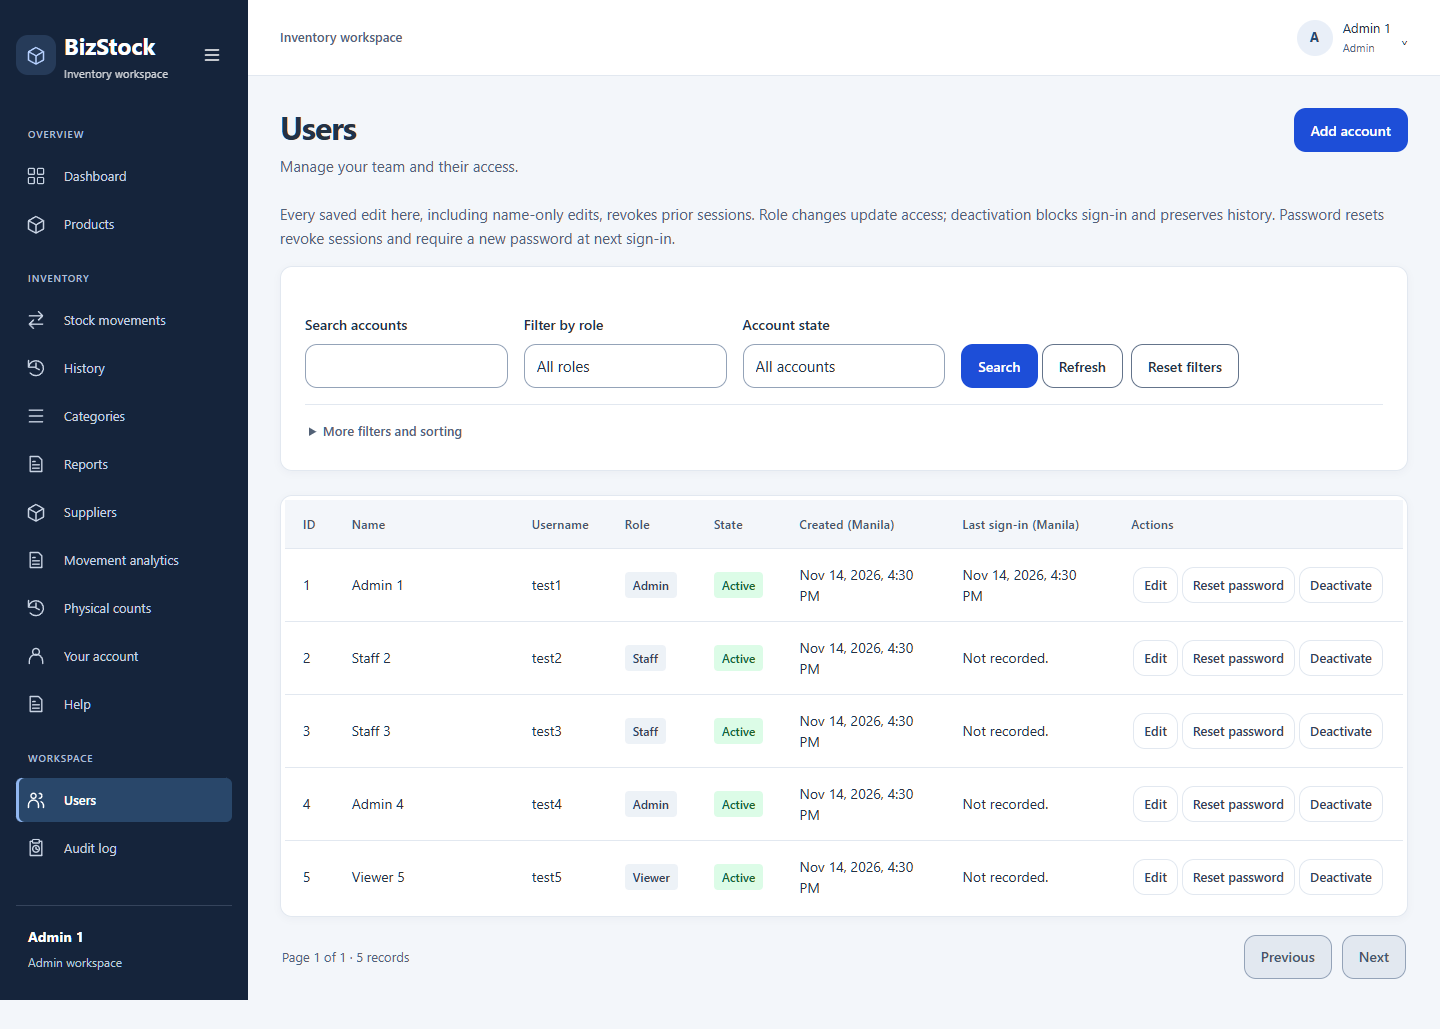 BizStock
Inventory workspace
OVERVIEW
Dashboard
Products
INVENTORY
Stock movements
History
Categories
Reports
Suppliers
Movement analytics
Physical counts
Your account
Help
WORKSPACE
Users
Audit log
Admin 1
Admin workspace
Inventory workspace
A
Admin 1
Admin
Users
Add account
Manage your team and their access.
Every saved edit here, including name-only edits, revokes prior sessions. Role changes update access; deactivation blocks sign-in and preserves history. Password resets
revoke sessions and require a new password at next sign-in.
Search accounts Filter by role Account state
All roles All accounts Search Refresh Reset filters
More filters and sorting
ID Name Username Role State Created (Manila) Last sign-in (Manila) Actions
1 Admin 1 test1 Admin Active Nov 14, 2026, 4:30 PM Nov 14, 2026, 4:30 PM Edit Reset password Deactivate
2 Staff 2 test2 Staff Active Nov 14, 2026, 4:30 PM Not recorded. Edit Reset password Deactivate
3 Staff 3 test3 Staff Active Nov 14, 2026, 4:30 PM Not recorded. Edit Reset password Deactivate
4 Admin 4 test4 Admin Active Nov 14, 2026, 4:30 PM Not recorded. Edit Reset password Deactivate
5 Viewer 5 test5 Viewer Active Nov 14, 2026, 4:30 PM Not recorded. Edit Reset password Deactivate
Page 1 of 1 · 5 records
Previous Next